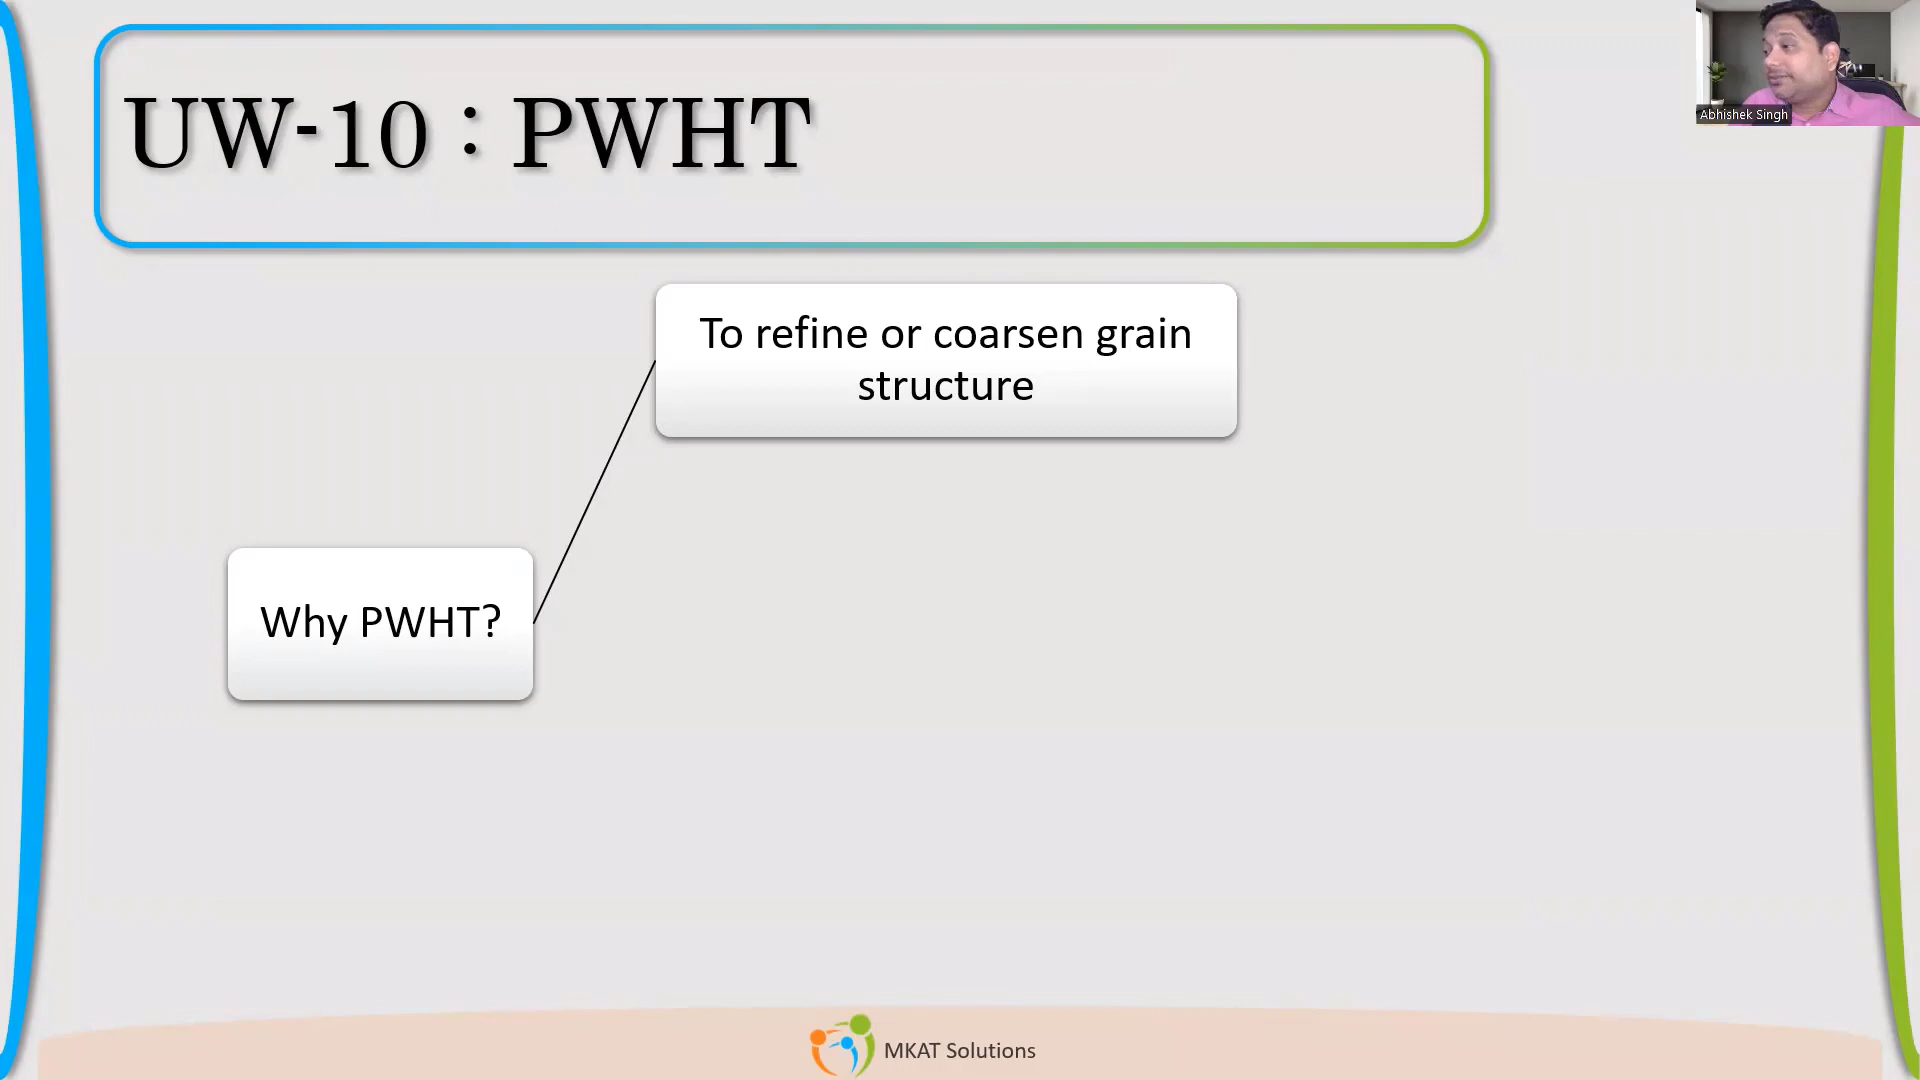 UW-10 : PWHT
Abhishek Singh
To refine or coarsen grain
structure
Why PWHT?
MKAT Solutions